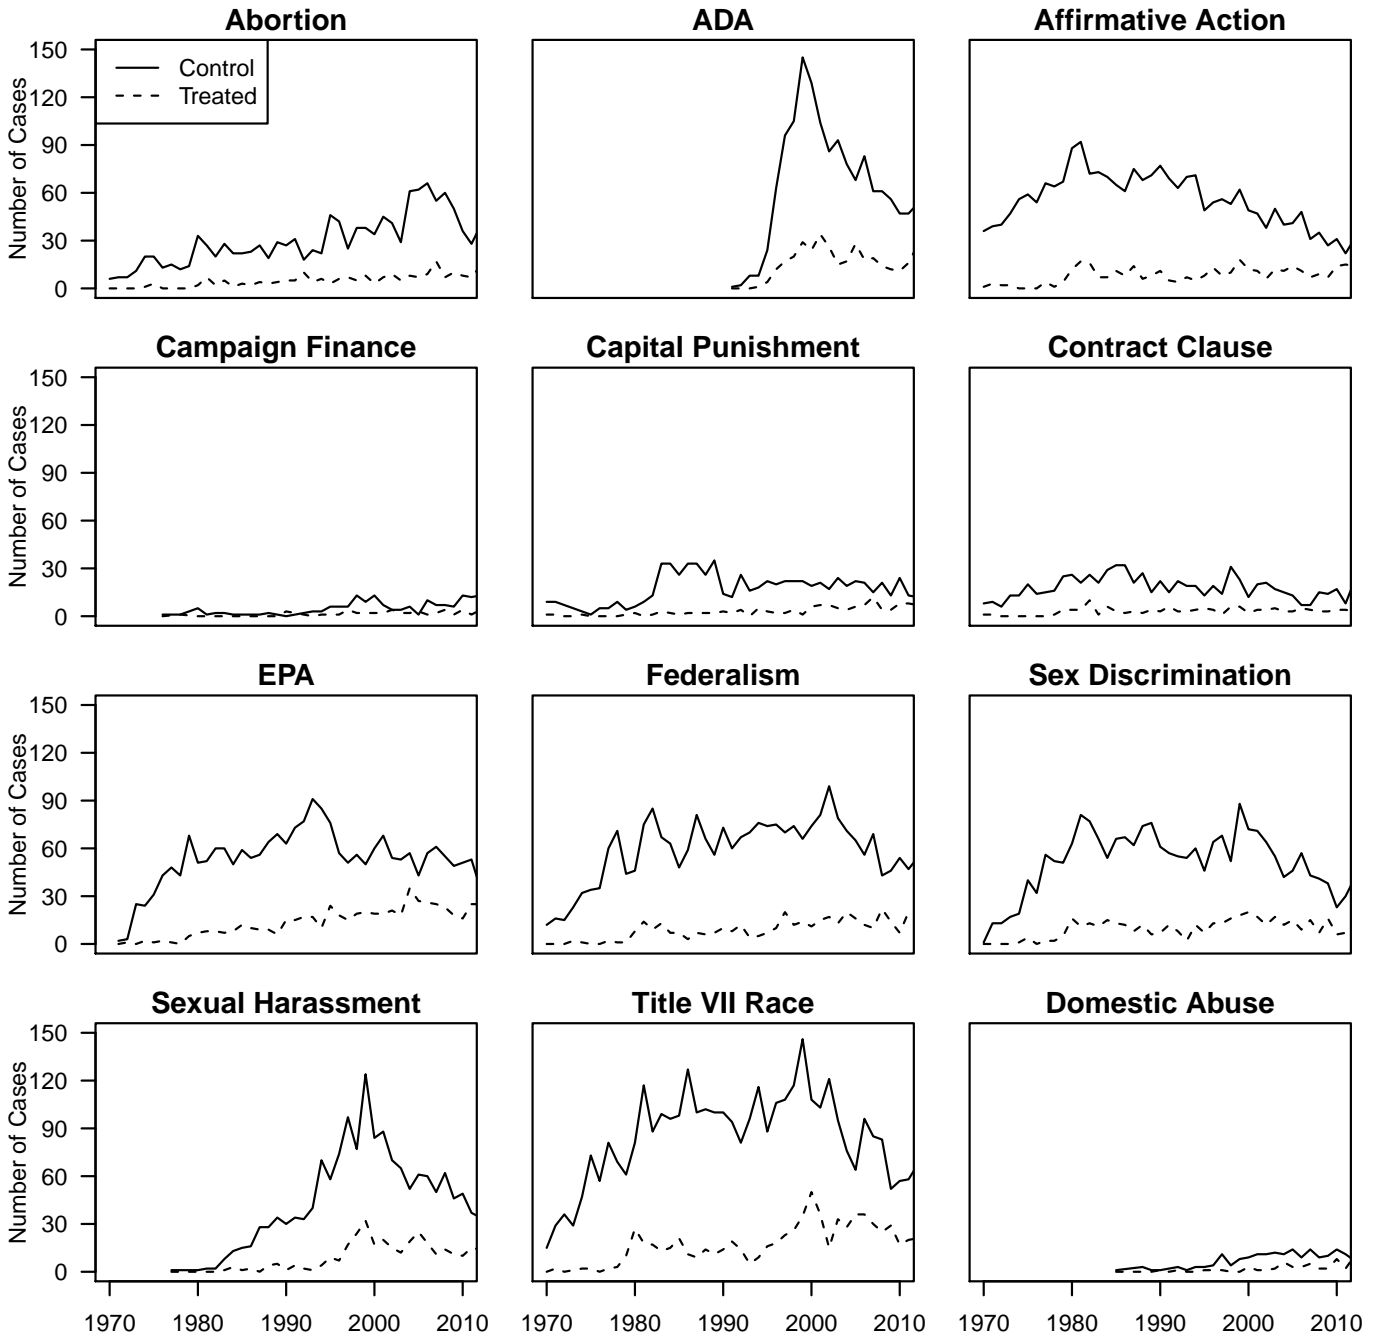 Abortion
ADA
Affirmative Action
Number of Cases
150
120
90
60
30
0
Control
Treated
Campaign Finance
Capital Punishment
Contract Clause
Number of Cases
150
120
90
60
30
0
EPA
Federalism
Sex Discrimination
Number of Cases
150
120
90
60
30
0
Sexual Harassment
Title VII Race
Domestic Abuse
Number of Cases
150
120
90
60
30
0
1970 1980 1990 2000 2010
1970 1980 1990 2000 2010
1970 1980 1990 2000 2010